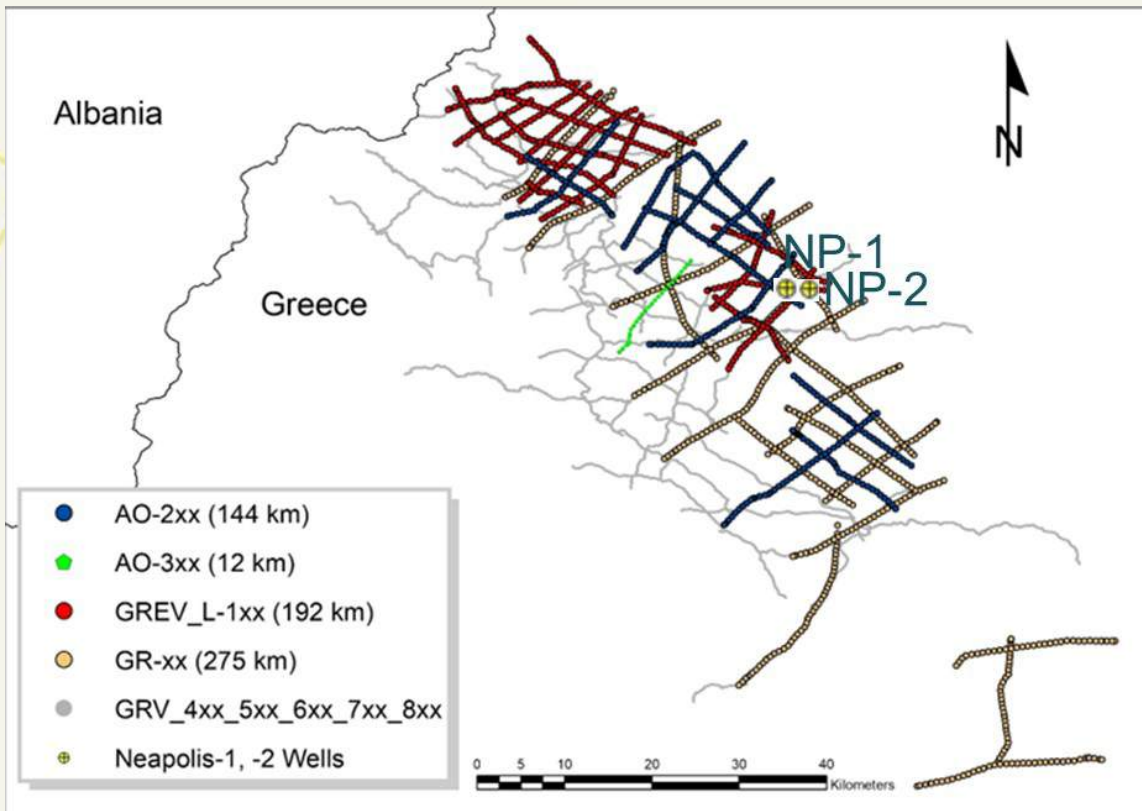 Albania
N
NP-1
NP-2
Greece
AO-2xx (144 km)
AO-3xx (12 km)
GREV_L-1xx (192 km)
GR-xx (275 km)
GRV_4xx_5xx_6xx_7xx_8xx
Neapolis-1, -2 Wells
0 5 10 20 30 40
Kilometers